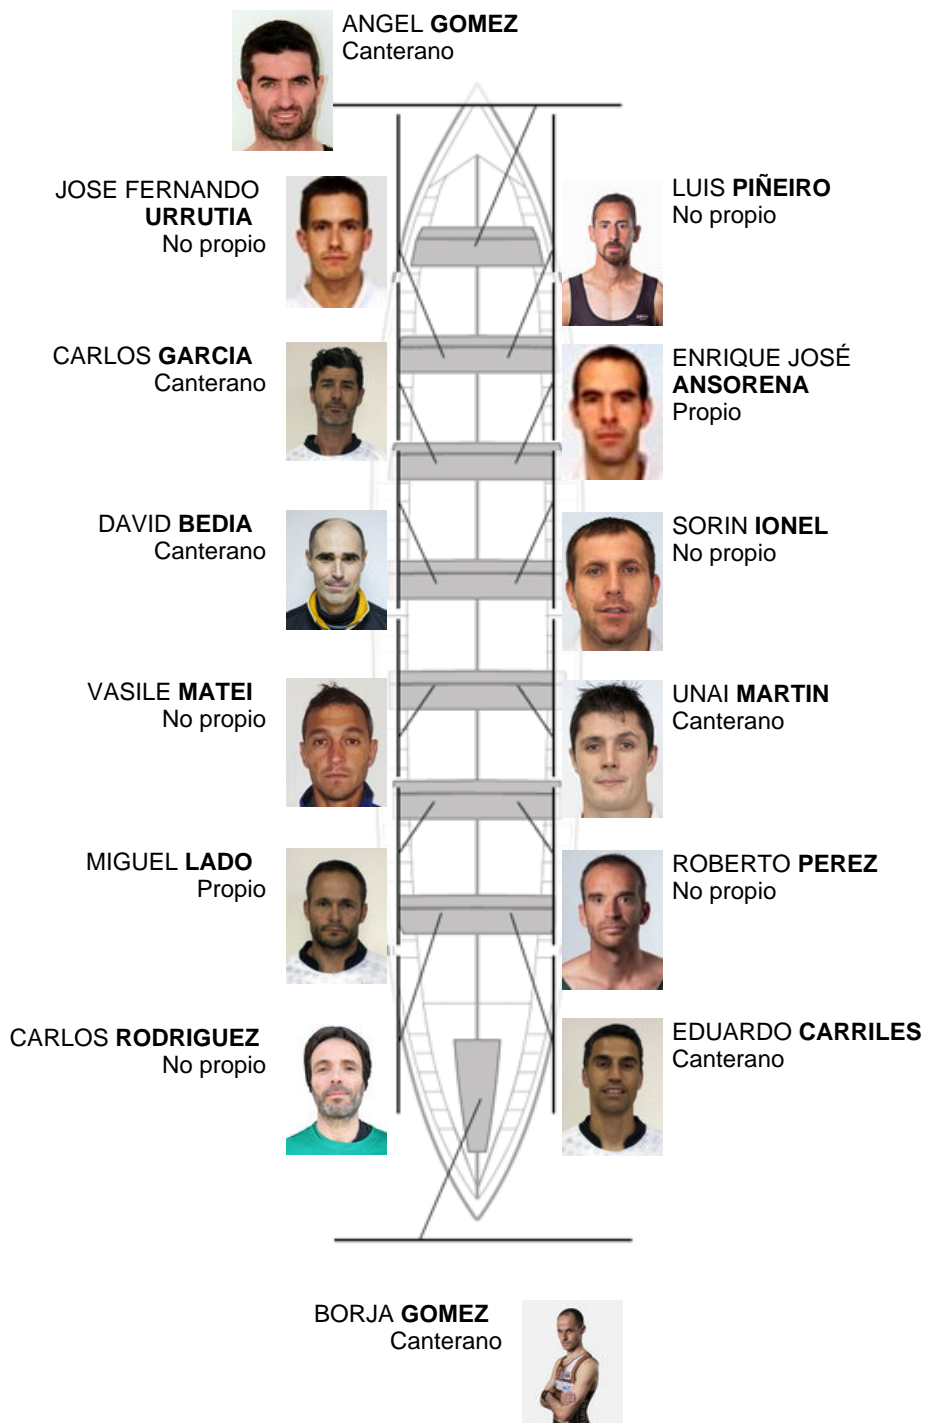 ANGEL GOMEZ
Canterano
JOSE FERNANDO
URRUTIA
No propio
LUIS PIÑEIRO
No propio
CARLOS GARCIA
Canterano
ENRIQUE JOSÉ
ANSORENA
Propio
DAVID BEDIA
Canterano
SORIN IONEL
No propio
VASILE MATEI
No propio
UNAI MARTIN
Canterano
MIGUEL LADO
Propio
ROBERTO PEREZ
No propio
CARLOS RODRIGUEZ
No propio
EDUARDO CARRILES
Canterano
BORJA GOMEZ
Canterano